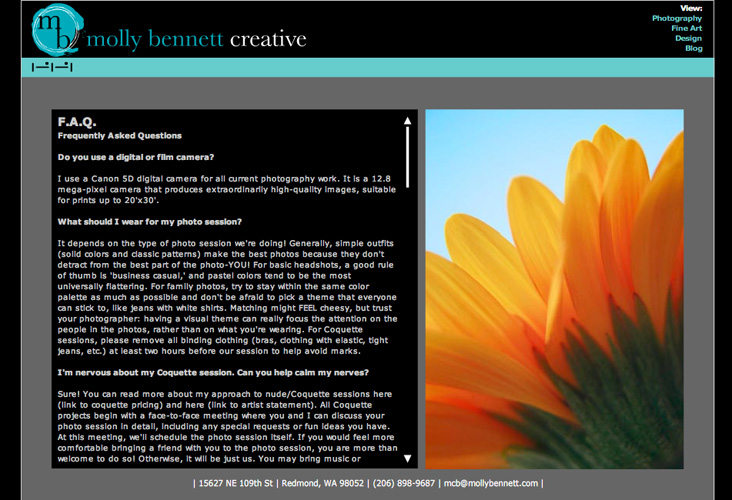 mb
molly bennett creative
View:
Photography
Fine Art
Design
Blog
F.A.Q.
Frequently Asked Questions
Do you use a digital or film camera?
I use a Canon 5D digital camera for all current photography work. It is a 12.8
mega-pixel camera that produces extraordinarily high-quality images, suitable
for prints up to 20'x30'.
What should I wear for my photo session?
It depends on the type of photo session we're doing! Generally, simple outfits
(solid colors and classic patterns) make the best photos because they don't
detract from the best part of the photo-YOU! For basic headshots, a good rule
of thumb is 'business casual,' and pastel colors tend to be the most
universally flattering. For family photos, try to stay within the same color
palette as much as possible and don't be afraid to pick a theme that everyone
can stick to, like jeans with white shirts. Matching might FEEL cheesy, but trust
your photographer: having a visual theme can really focus the attention on the
people in the photos, rather than on what you're wearing. For Coquette
sessions, please remove all binding clothing (bras, clothing with elastic, tight
jeans, etc.) at least two hours before our session to help avoid marks.
I'm nervous about my Coquette session. Can you help calm my nerves?
Sure! You can read more about my approach to nude/Coquette sessions here
(link to coquette pricing) and here (link to artist statement). All Coquette
projects begin with a face-to-face meeting where you and I can discuss your
photo session in detail, including any special requests or fun ideas you have.
At this meeting, we'll schedule the photo session itself. If you would feel more
comfortable bringing a friend with you to the photo session, you are more than
welcome to do so! Otherwise, it will be just us. You may bring music or
| 15627 NE 109th St | Redmond, WA 98052 | (206) 898-9687 | mcb@mollybennett.com |